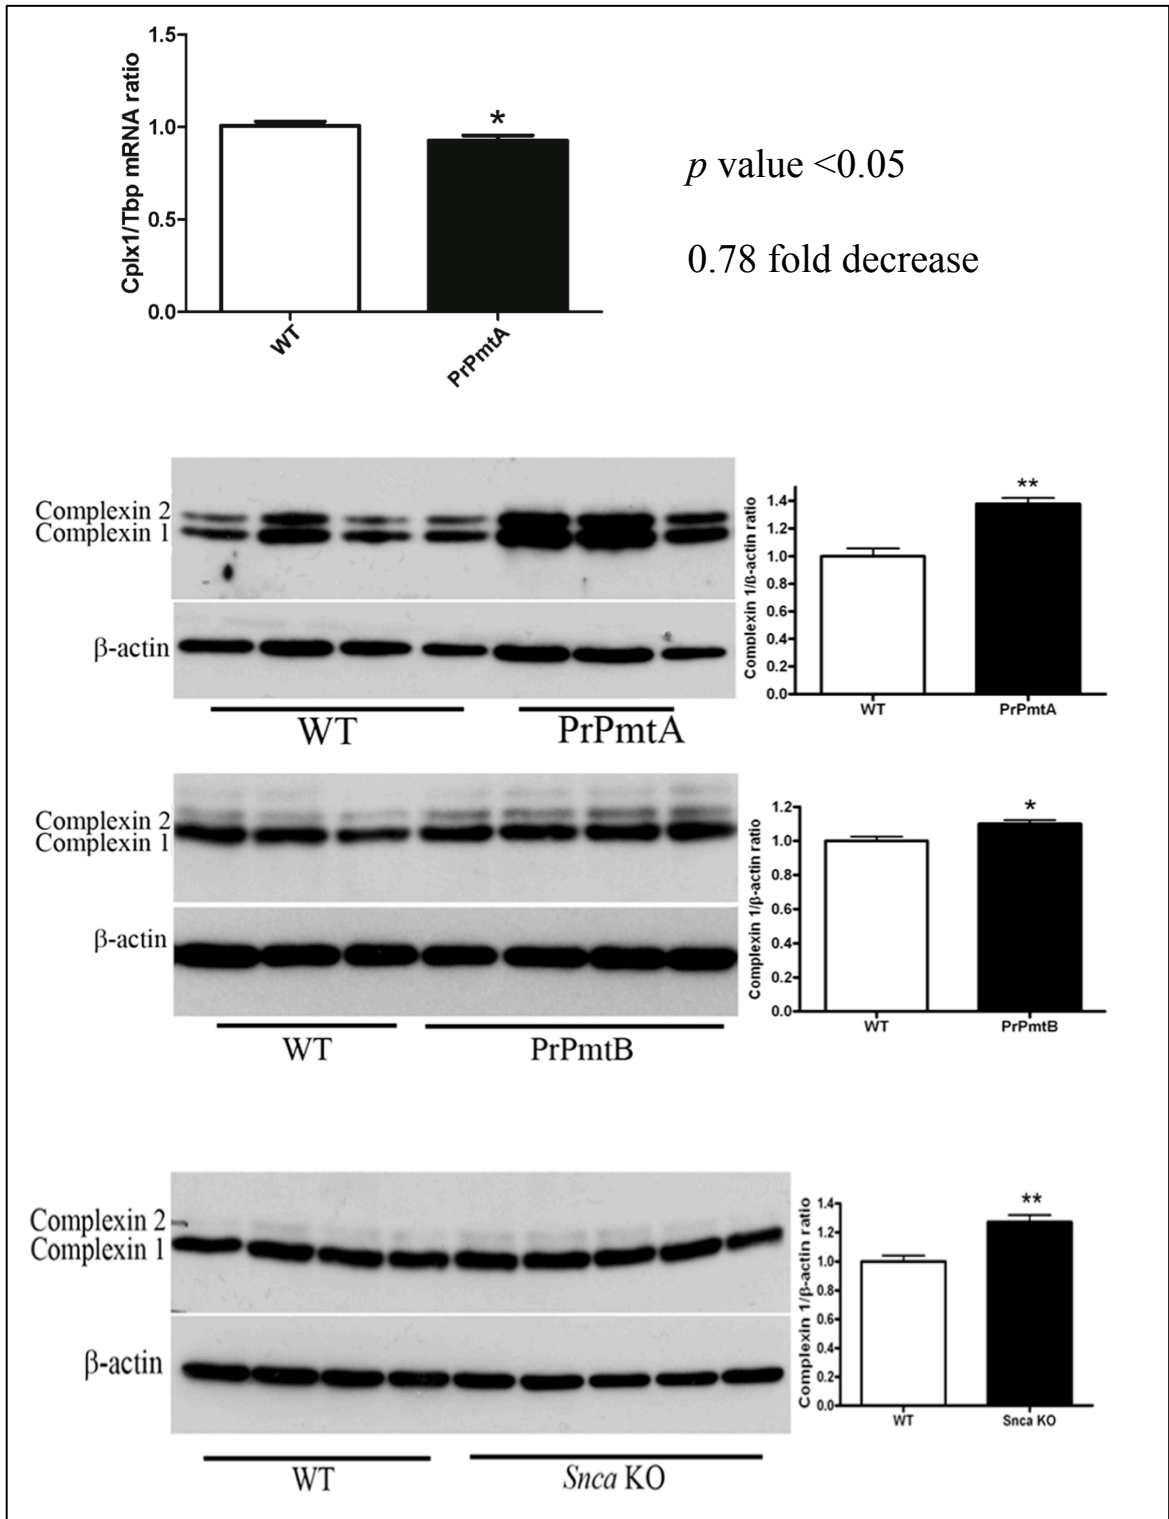 Cplx1/Tbp mRNA ratio
1.5
1.0
0.5
0.0
*
WT
PrPmtA
p value <0.05
0.78 fold decrease
Complexin 2
Complexin 1
β-actin
WT
PrPmtA
Complexin 1/β-actin ratio
1.4
1.2
1.0
0.8
0.6
0.4
0.2
0.0
**
WT
PrPmtA
Complexin 2
Complexin 1
β-actin
WT
PrPmtB
Complexin 1/β-actin ratio
1.2
1.0
0.8
0.6
0.4
0.2
0.0
*
WT
PrPmtB
Complexin 2
Complexin 1
β-actin
WT
Snca KO
Complexin 1/β-actin ratio
1.4
1.2
1.0
0.8
0.6
0.4
0.2
0.0
**
WT
Snca KO